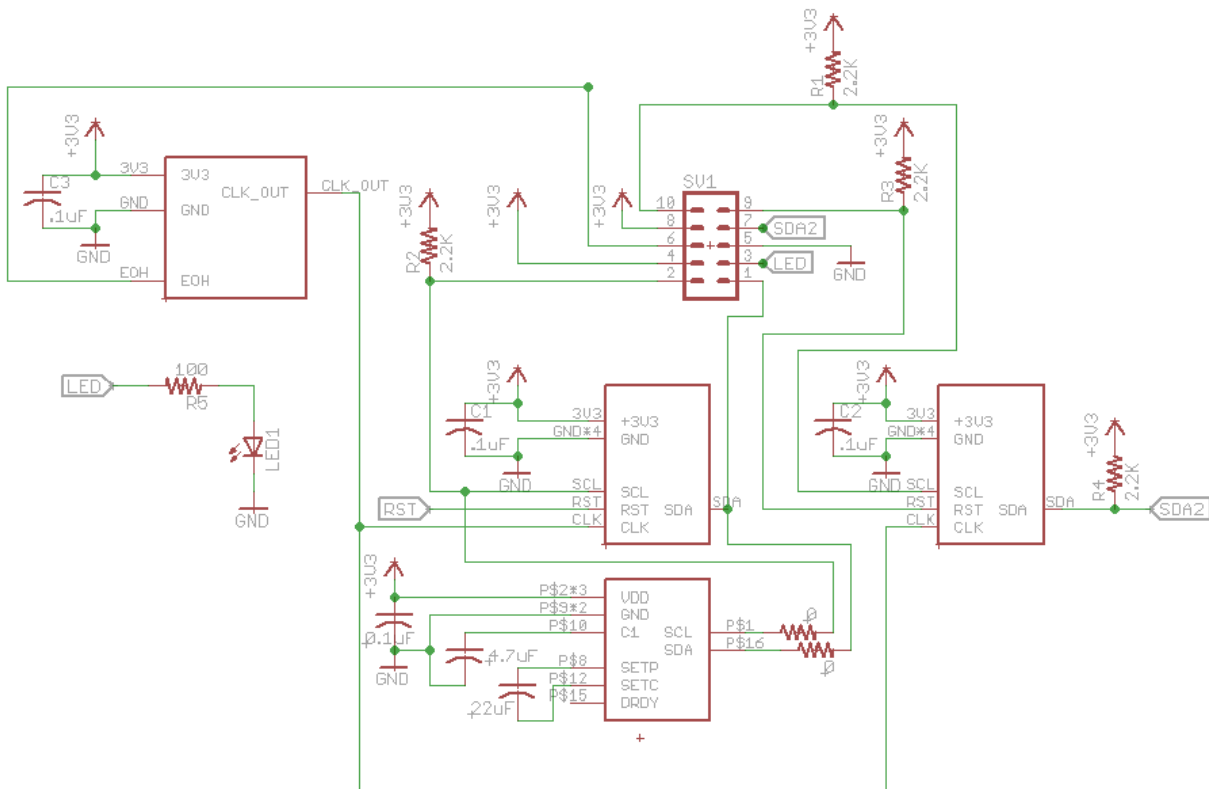 +3V3
R1
2.2K
+3V3
R3
2.2K
+3V3
C3
.1uF
GND
3V3
GND
EOH
3V3
GND
EOH
CLK_OUT
CLK_OUT
+3V3
R2
2.2K
+3V3
+3V3
SV1
10
8
6
4
2
9
7
5
3
1
SDA2
LED
GND
LED
100
R5
LED1
GND
+3V3
C1
.1uF
GND
3V3
GND*4
SCL
RST
CLK
+3V3
GND
SCL
RST
CLK
SDA
SDA
RST
+3V3
C2
.1uF
GND
3V3
GND*4
SCL
RST
CLK
+3V3
GND
SCL
RST
CLK
SDA
SDA
+3V3
R4
2.2K
SDA2
+3V3
0.1uF
GND
4.7uF
.22uF
P$2*3
P$9*2
P$10
P$8
P$12
P$15
VDD
GND
C1
SETP
SETC
DRDY
SCL
SDA
P$1
P$16
0
0